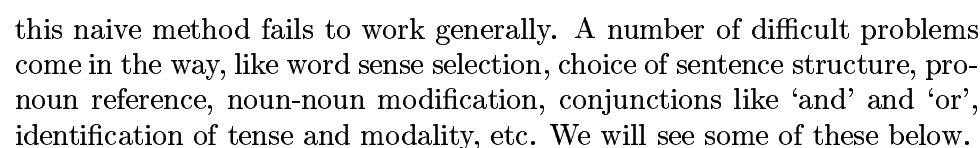 this naive method fails to work generally. A number of difficult problems
come in the way, like word sense selection, choice of sentence structure, pro-
noun reference, noun-noun modification, conjunctions like ‘and’ and ‘or’,
identification of tense and modality, etc. We will see some of these below.